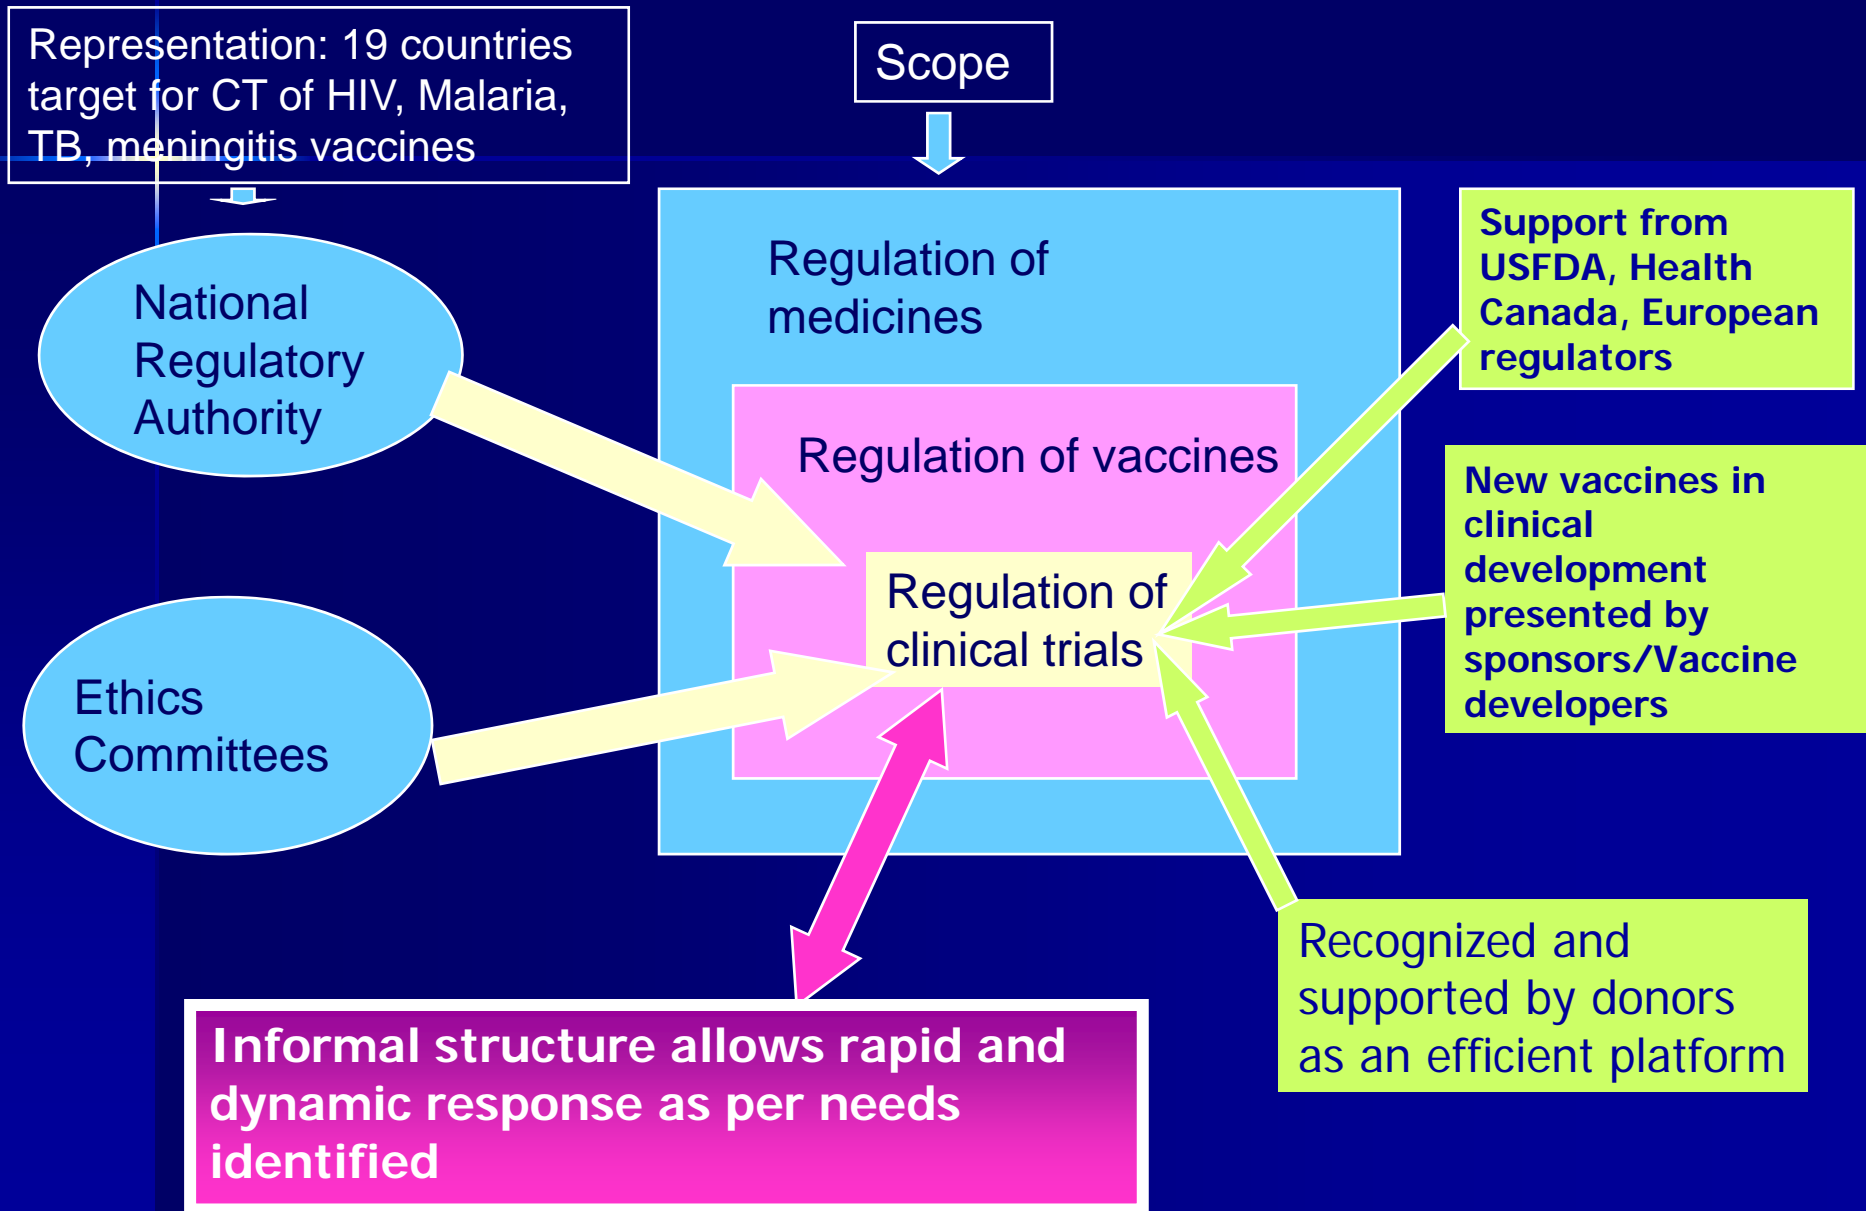 Representation: 19 countries
target for CT of HIV, Malaria,
TB, meningitis vaccines
Scope
National
Regulatory
Authority
Ethics
Committees
Regulation of
medicines
Regulation of vaccines
Regulation of
clinical trials
Support from
USFDA, Health
Canada, European
regulators
New vaccines in
clinical
development
presented by
sponsors/Vaccine
developers
Recognized and
supported by donors
as an efficient platform
Informal structure allows rapid and
dynamic response as per needs
identified